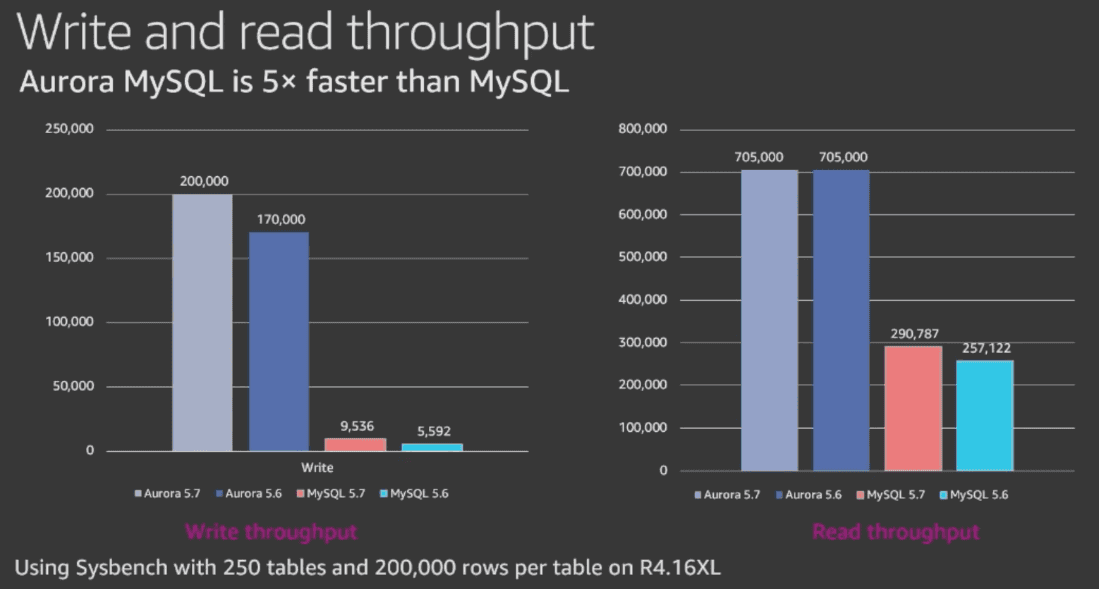 Write and read throughput
Aurora MySQL is 5× faster than MySQL
250,000
200,000
150,000
100,000
50,000
0
200,000
170,000
9,536
5,592
Write
Aurora 5.7 Aurora 5.6 MySQL 5.7 MySQL 5.6
Write throughput
800,000
700,000
600,000
500,000
400,000
300,000
200,000
100,000
0
705,000
705,000
290,787
257,122
Aurora 5.7 Aurora 5.6 MySQL 5.7 MySQL 5.6
Read throughput
Using Sysbench with 250 tables and 200,000 rows per table on R4.16XL